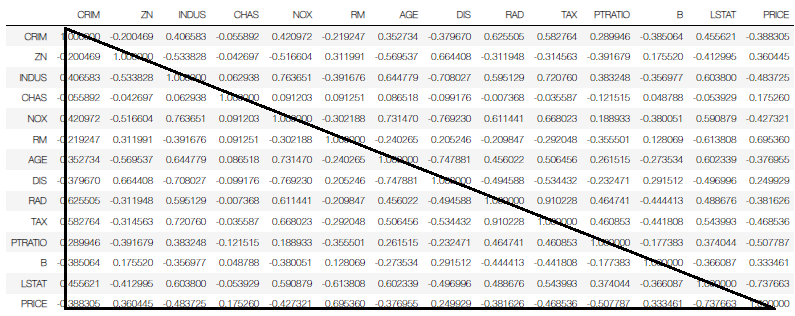 CRIM ZN INDUS CHAS NOX RM AGE DIS RAD TAX PTRATIO B LSTAT PRICE
CRIM 1.000000 -0.200469 0.406583 -0.055892 0.420972 -0.219247 0.352734 -0.379670 0.625505 0.582764 0.289946 -0.385064 0.455621 -0.388305
ZN -0.200469 1.000000 -0.533828 -0.042697 -0.516604 0.311991 -0.569537 0.664408 -0.311948 -0.314563 -0.391679 0.175520 -0.412995 0.360445
INDUS 0.406583 -0.533828 1.000000 0.062938 0.763651 -0.391676 0.644779 -0.708027 0.595129 0.720760 0.383248 -0.356977 0.603800 -0.483725
CHAS -0.055892 -0.042697 0.062938 1.000000 0.091203 0.091251 0.086518 -0.099176 -0.007368 -0.035587 -0.121515 0.048788 -0.053929 0.175260
NOX 0.420972 -0.516604 0.763651 0.091203 1.000000 -0.302188 0.731470 -0.769230 0.611441 0.668023 0.188933 -0.380051 0.590879 -0.427321
RM -0.219247 0.311991 -0.391676 0.091251 -0.302188 1.000000 -0.240265 0.205246 -0.209847 -0.292048 -0.355501 0.128069 -0.613808 0.695360
AGE 0.352734 -0.569537 0.644779 0.086518 0.731470 -0.240265 1.000000 -0.747881 0.456022 0.506456 0.261515 -0.273534 0.602339 -0.376955
DIS -0.379670 0.664408 -0.708027 -0.099176 -0.769230 0.205246 -0.747881 1.000000 -0.494588 -0.534432 -0.232471 0.291512 -0.496996 0.249929
RAD 0.625505 -0.311948 0.595129 -0.007368 0.611441 -0.209847 0.456022 -0.494588 1.000000 0.910228 0.464741 -0.444413 0.488676 -0.381626
TAX 0.582764 -0.314563 0.720760 -0.035587 0.668023 -0.292048 0.506456 -0.534432 0.910228 1.000000 0.460853 -0.441808 0.543993 -0.468536
PTRATIO 0.289946 -0.391679 0.383248 -0.121515 0.188933 -0.355501 0.261515 -0.232471 0.464741 0.460853 1.000000 -0.177383 0.374044 -0.507787
B -0.385064 0.175520 -0.356977 0.048788 -0.380051 0.128069 -0.273534 0.291512 -0.444413 -0.441808 -0.177383 1.000000 -0.366087 0.333461
LSTAT 0.455621 -0.412995 0.603800 -0.053929 0.590879 -0.613808 0.602339 -0.496996 0.488676 0.543993 0.374044 -0.366087 1.000000 -0.737663
PRICE -0.388305 0.360445 -0.483725 0.175260 -0.427321 0.695360 -0.376955 0.249929 -0.381626 -0.468536 -0.507787 0.333461 -0.737663 1.000000